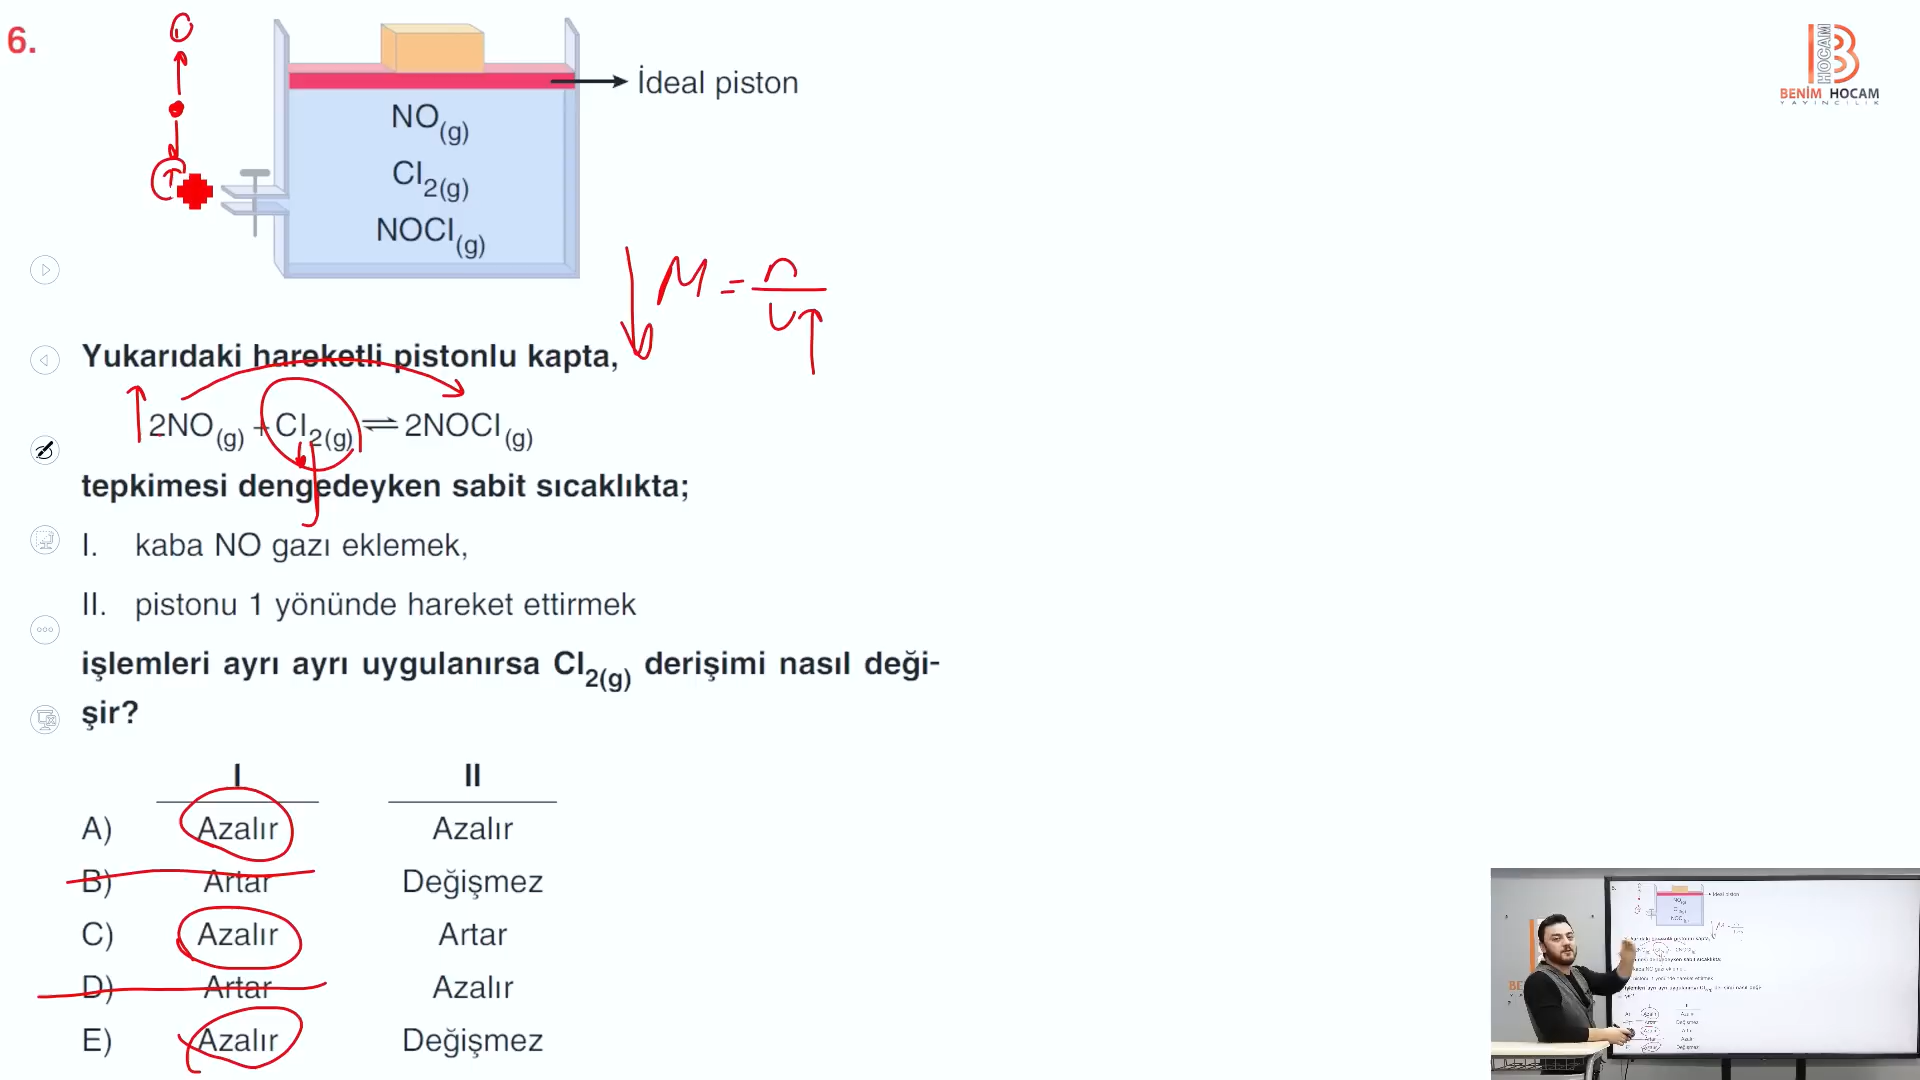 6.
BENİM HOCAM
YAYINCILIK
İdeal piston
NO(g)
Cl2(g)
NOCl(g)
M = n
Yukarıdaki hareketli pistonlu kapta,
2NO(g) + Cl2(g) ⇌ 2NOCl(g)
tepkimesi dengedeyken sabit sıcaklıkta;
I. kaba NO gazı eklemek,
II. pistonu 1 yönünde hareket ettirmek
işlemleri ayrı ayrı uygulanırsa Cl2(g) derişimi nasıl deği-
şir?
I II
A) Azalır Azalır
B) Artar Değişmez
C) Azalır Artar
D) Artar Azalır
E) Azalır Değişmez